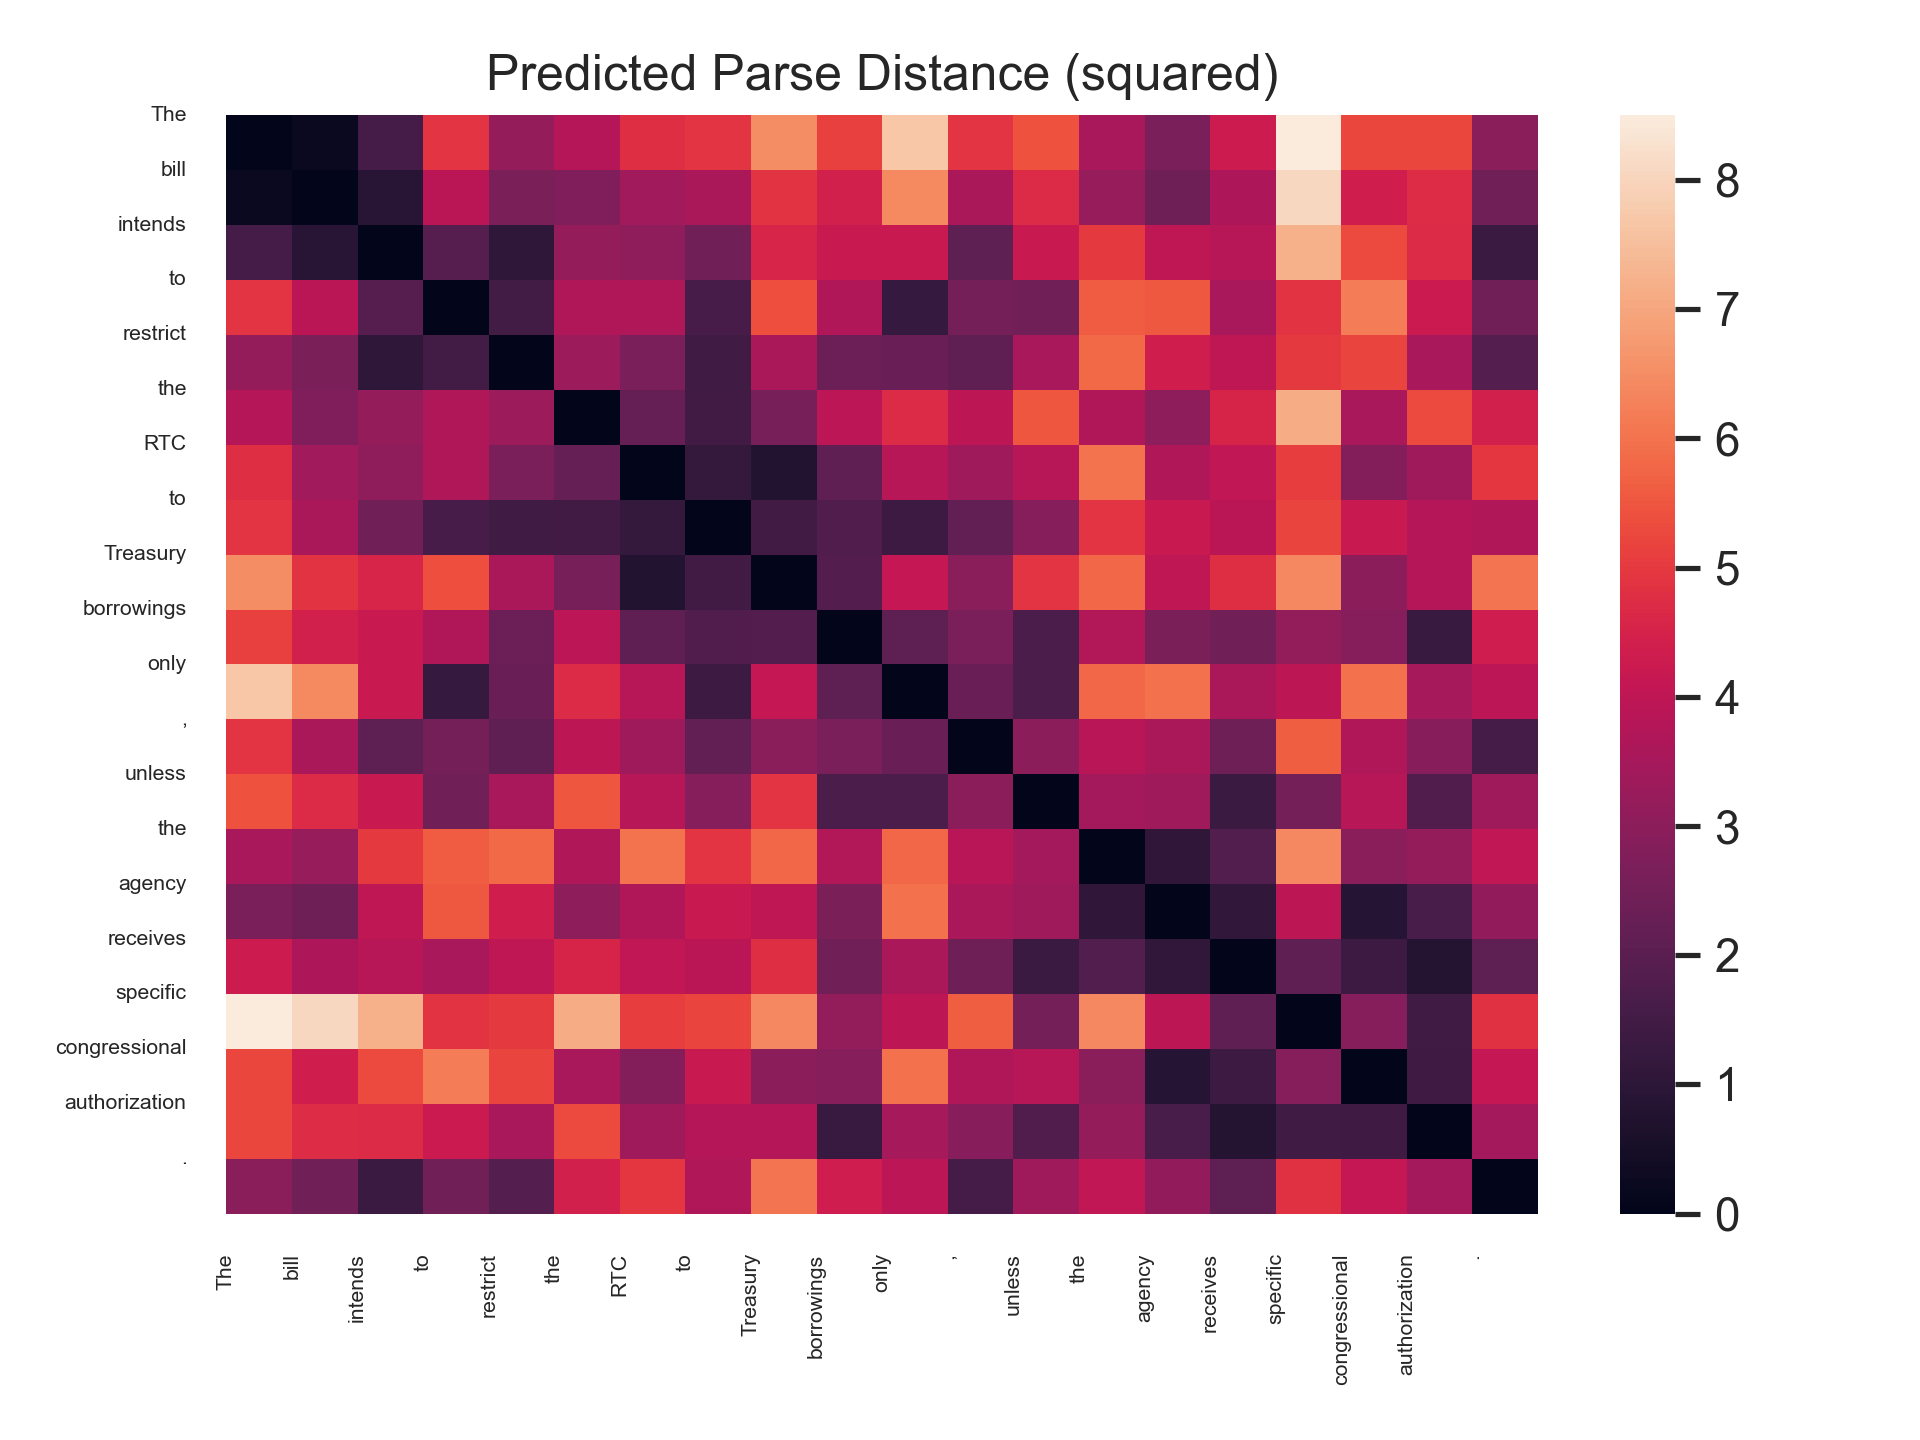 Predicted Parse Distance (squared)
The
bill
intends
to
restrict
the
RTC
to
Treasury
borrowings
only
,
unless
the
agency
receives
specific
congressional
authorization
.
8
7
6
5
4
3
2
1
0
The
bill
intends
to
restrict
the
RTC
to
Treasury
borrowings
only
,
unless
the
agency
receives
specific
congressional
authorization
.